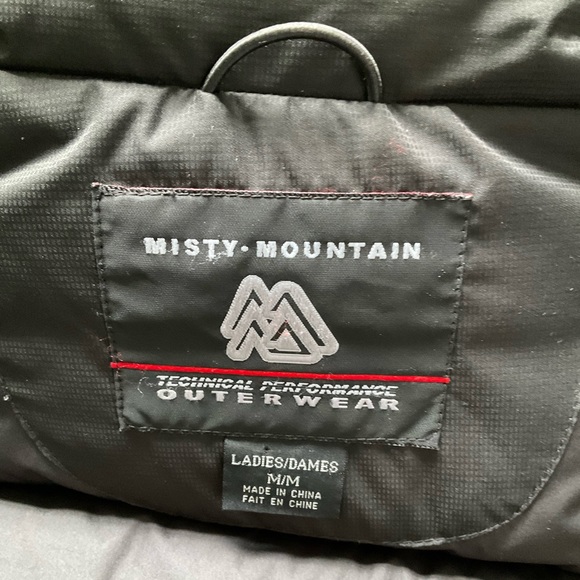 MISTY•MOUNTAIN
TECHNICAL PERFORMANCE
OUTERWEAR
LADIES/DAMES
M/M
MADE IN CHINA
FAIT EN CHINE